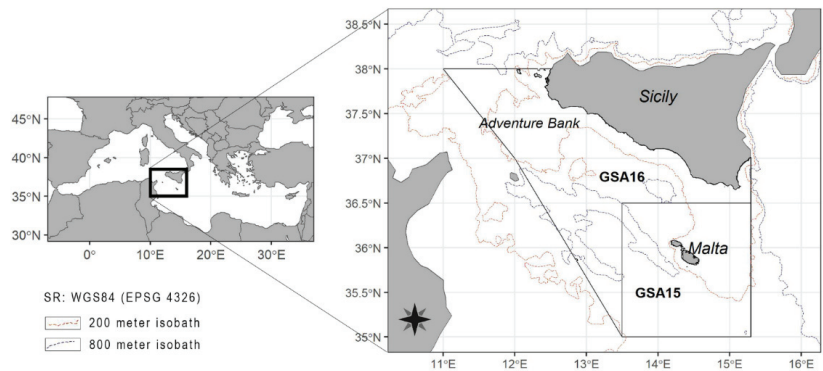 45°N
40°N
35°N
30°N
0°
10°E
20°E
30°E
SR: WGS84 (EPSG 4326)
200 meter isobath
800 meter isobath
38.5°N
38°N
37.5°N
37°N
36.5°N
36°N
35.5°N
35°N
Sicily
Adventure Bank
GSA16
Malta
GSA15
11°E
12°E
13°E
14°E
15°E
16°E